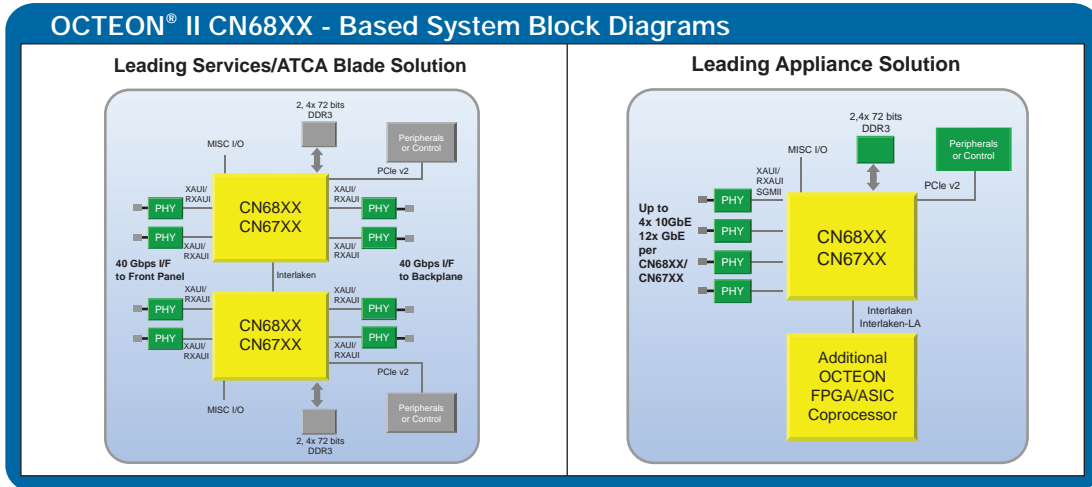 OCTEON® II CN68XX - Based System Block Diagrams
Leading Services/ATCA Blade Solution
2, 4x 72 bits
DDR3
Peripherals
or Control
MISC I/O
PCIe v2
XAUI/
RXAUI
XAUI/
RXAUI
PHY
CN68XX
CN67XX
PHY
PHY
PHY
XAUI/
RXAUI
XAUI/
RXAUI
40 Gbps I/F
to Front Panel
Interlaken
40 Gbps I/F
to Backplane
XAUI/
RXAUI
XAUI/
RXAUI
PHY
CN68XX
CN67XX
PHY
PHY
PHY
XAUI/
RXAUI
XAUI/
RXAUI
PCIe v2
MISC I/O
Peripherals
or Control
2, 4x 72 bits
DDR3
Leading Appliance Solution
2,4x 72 bits
DDR3
Peripherals
or Control
MISC I/O
PCIe v2
XAUI/
RXAUI
SGMII
Up to
4x 10GbE
12x GbE
per
CN68XX/
CN67XX
PHY
PHY
PHY
PHY
CN68XX
CN67XX
Interlaken
Interlaken-LA
Additional
OCTEON
FPGA/ASIC
Coprocessor